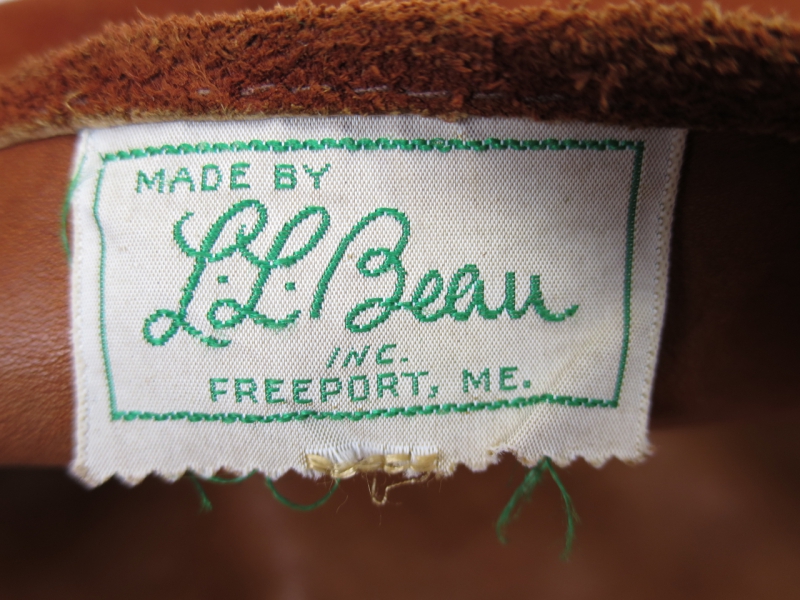 MADE BY
L.L. Bean
INC.
FREEPORT, ME.